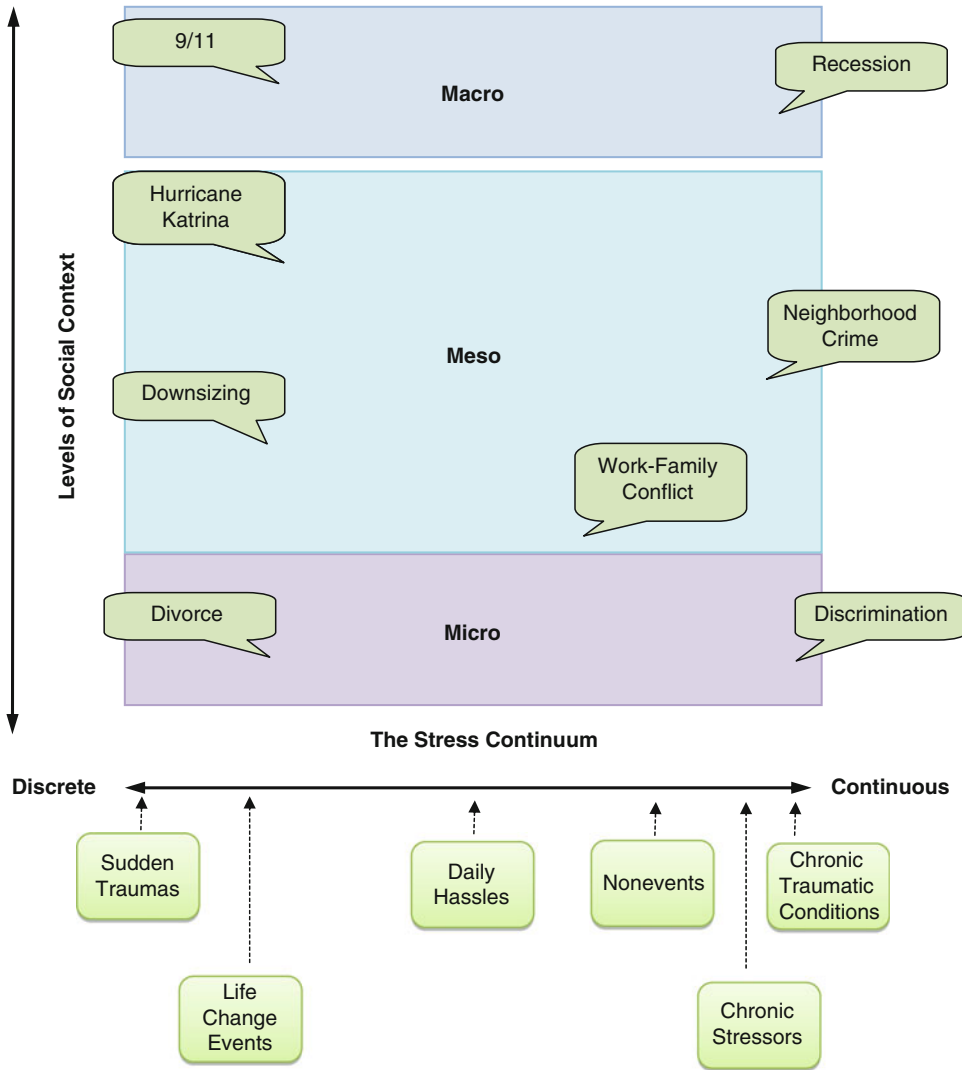 9/11
Recession
Macro
Hurricane
Katrina
Neighborhood
Crime
Meso
Downsizing
Work-Family
Conflict
Levels of Social Context
Divorce
Micro
Discrimination
The Stress Continuum
Discrete
Continuous
Sudden
Traumas
Daily
Hassles
Nonevents
Chronic
Traumatic
Conditions
Life
Change
Events
Chronic
Stressors